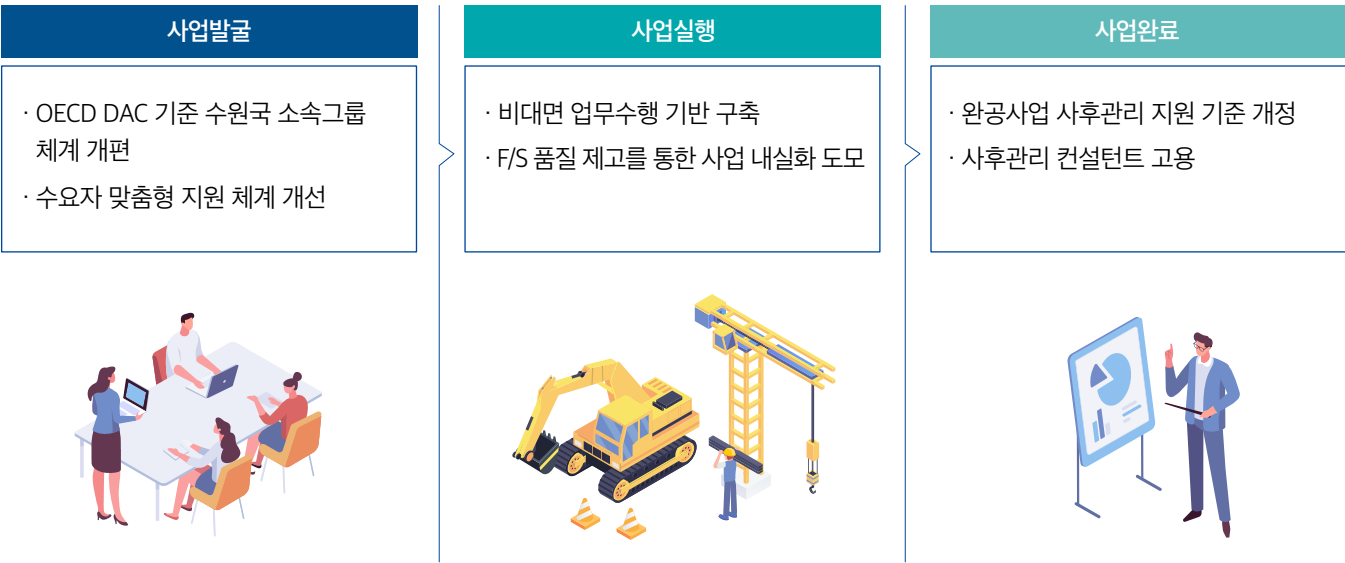 사업발굴
· OECD DAC 기준 수원국 소속그룹
체계 개편
· 수요자 맞춤형 지원 체계 개선
사업실행
· 비대면 업무수행 기반 구축
· F/S 품질 제고를 통한 사업 내실화 도모
사업완료
· 완공사업 사후관리 지원 기준 개정
· 사후관리 컨설턴트 고용